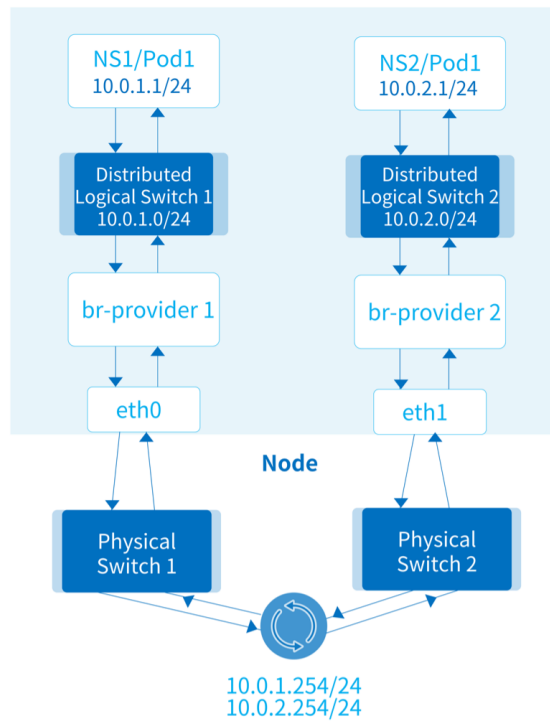 NS1/Pod1
10.0.1.1/24
NS2/Pod1
10.0.2.1/24
Distributed
Logical Switch 1
10.0.1.0/24
Distributed
Logical Switch 2
10.0.2.0/24
br-provider 1
br-provider 2
eth0
eth1
Node
Physical
Switch 1
Physical
Switch 2
10.0.1.254/24
10.0.2.254/24